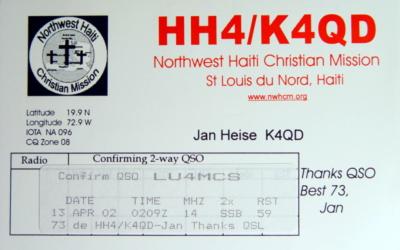 Northwest Haiti
Christian Mission
HH4/K4QD
Northwest Haiti Christian Mission
St Louis du Nord, Haiti
www.nwhcm.org
Latitude 19.9 N
Longitude 72.9 W
IOTA NA 096
CQ Zone 08
Jan Heise K4QD
Radio Confirming 2-way QSO
Confirm QSO LU4MCS
DATE TIME MHZ 2x RST
13 APR 02 0209Z 14 SSB 59
73 de HH4/K4QD-Jan Thanks QSL
Thanks QSO
Best 73,
Jan